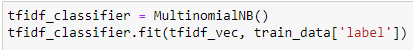 tfidf_classifier = MultinomialNB()
tfidf_classifier.fit(tfidf_vec, train_data['label'])